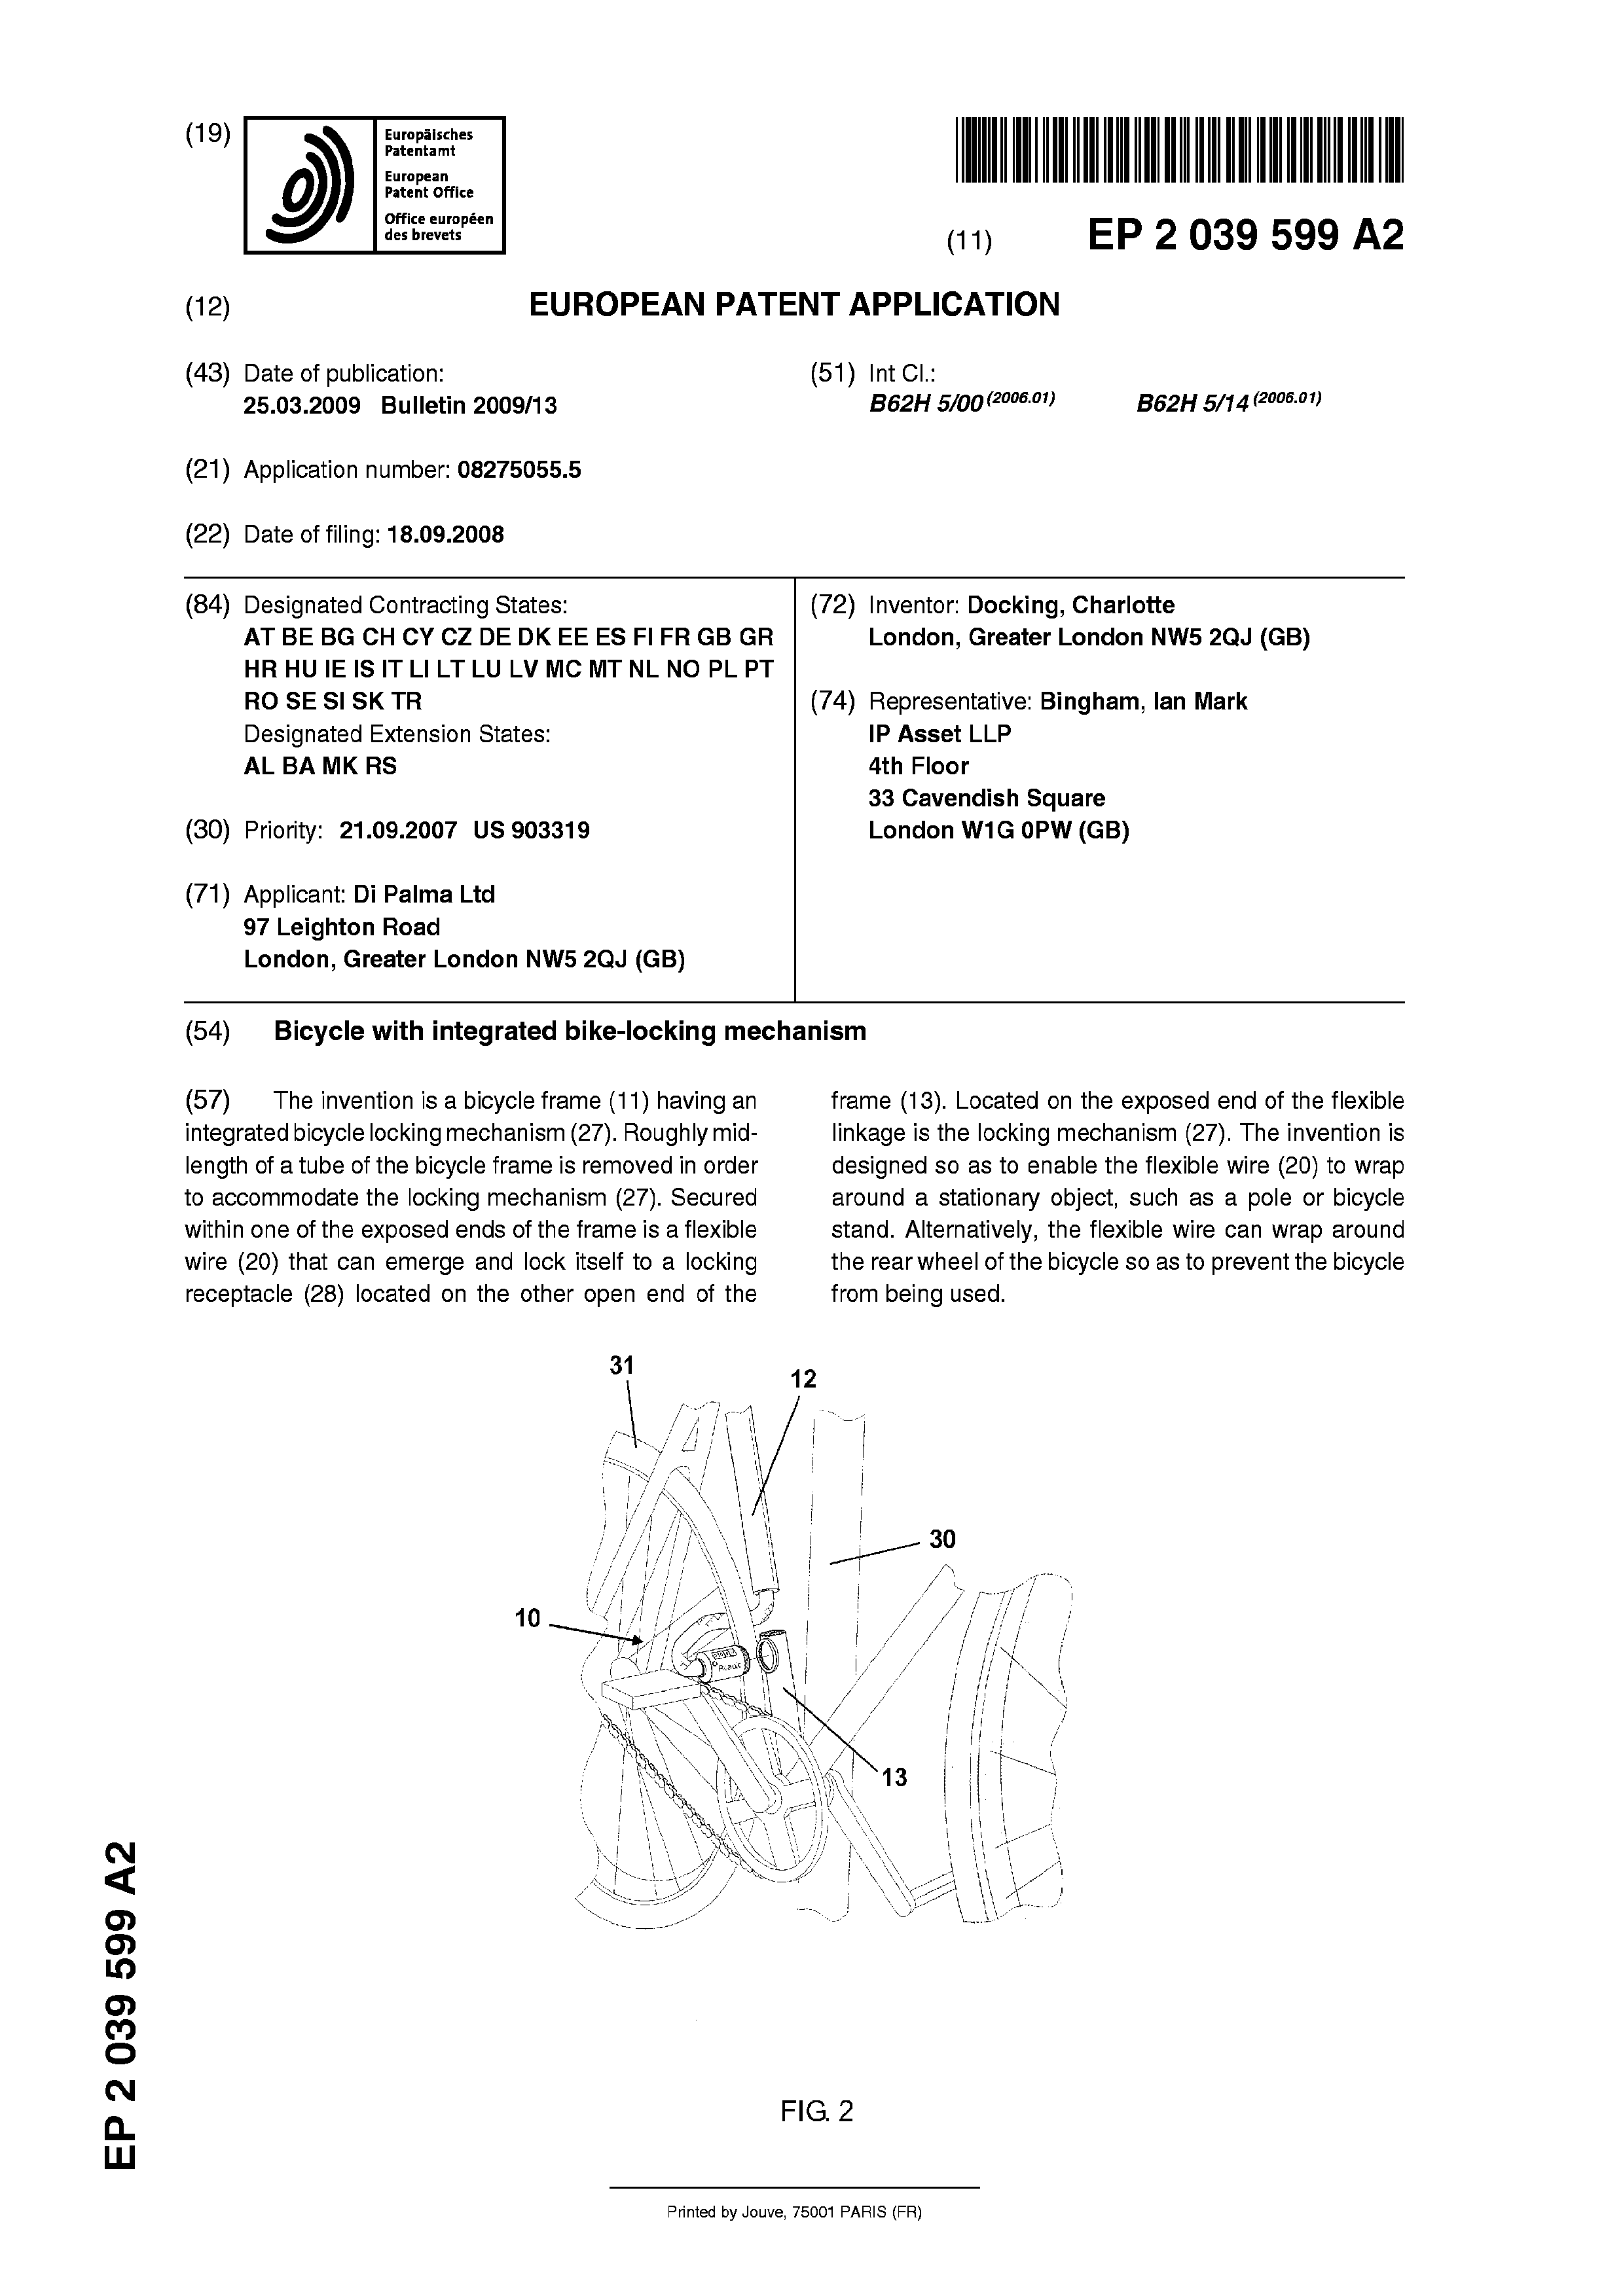 (19)
Europäisches
Patentamt
European
Patent Office
Office européen
des brevets
(11) EP 2 039 599 A2
(12) EUROPEAN PATENT APPLICATION
(43) Date of publication:
25.03.2009 Bulletin 2009/13
(21) Application number: 08275055.5
(22) Date of filing: 18.09.2008
(51) Int Cl.:
B62H 5/00 (2006.01) B62H 5/14 (2006.01)
(84) Designated Contracting States:
AT BE BG CH CY CZ DE DK EE ES FI FR GB GR
HR HU IE IS IT LI LT LU LV MC MT NL NO PL PT
RO SE SI SK TR
Designated Extension States:
AL BA MK RS
(30) Priority: 21.09.2007 US 903319
(71) Applicant: Di Palma Ltd
97 Leighton Road
London, Greater London NW5 2QJ (GB)
(72) Inventor: Docking, Charlotte
London, Greater London NW5 2QJ (GB)
(74) Representative: Bingham, Ian Mark
IP Asset LLP
4th Floor
33 Cavendish Square
London W1G 0PW (GB)
(54) Bicycle with integrated bike-locking mechanism
(57) The invention is a bicycle frame (11) having an
integrated bicycle locking mechanism (27). Roughly mid-
length of a tube of the bicycle frame is removed in order
to accommodate the locking mechanism (27). Secured
within one of the exposed ends of the frame is a flexible
wire (20) that can emerge and lock itself to a locking
receptacle (28) located on the other open end of the
frame (13). Located on the exposed end of the flexible
linkage is the locking mechanism (27). The invention is
designed so as to enable the flexible wire (20) to wrap
around a stationary object, such as a pole or bicycle
stand. Alternatively, the flexible wire can wrap around
the rear wheel of the bicycle so as to prevent the bicycle
from being used.
31
12
30
10
13
FIG. 2
EP 2 039 599 A2
Printed by Jouve, 75001 PARIS (FR)